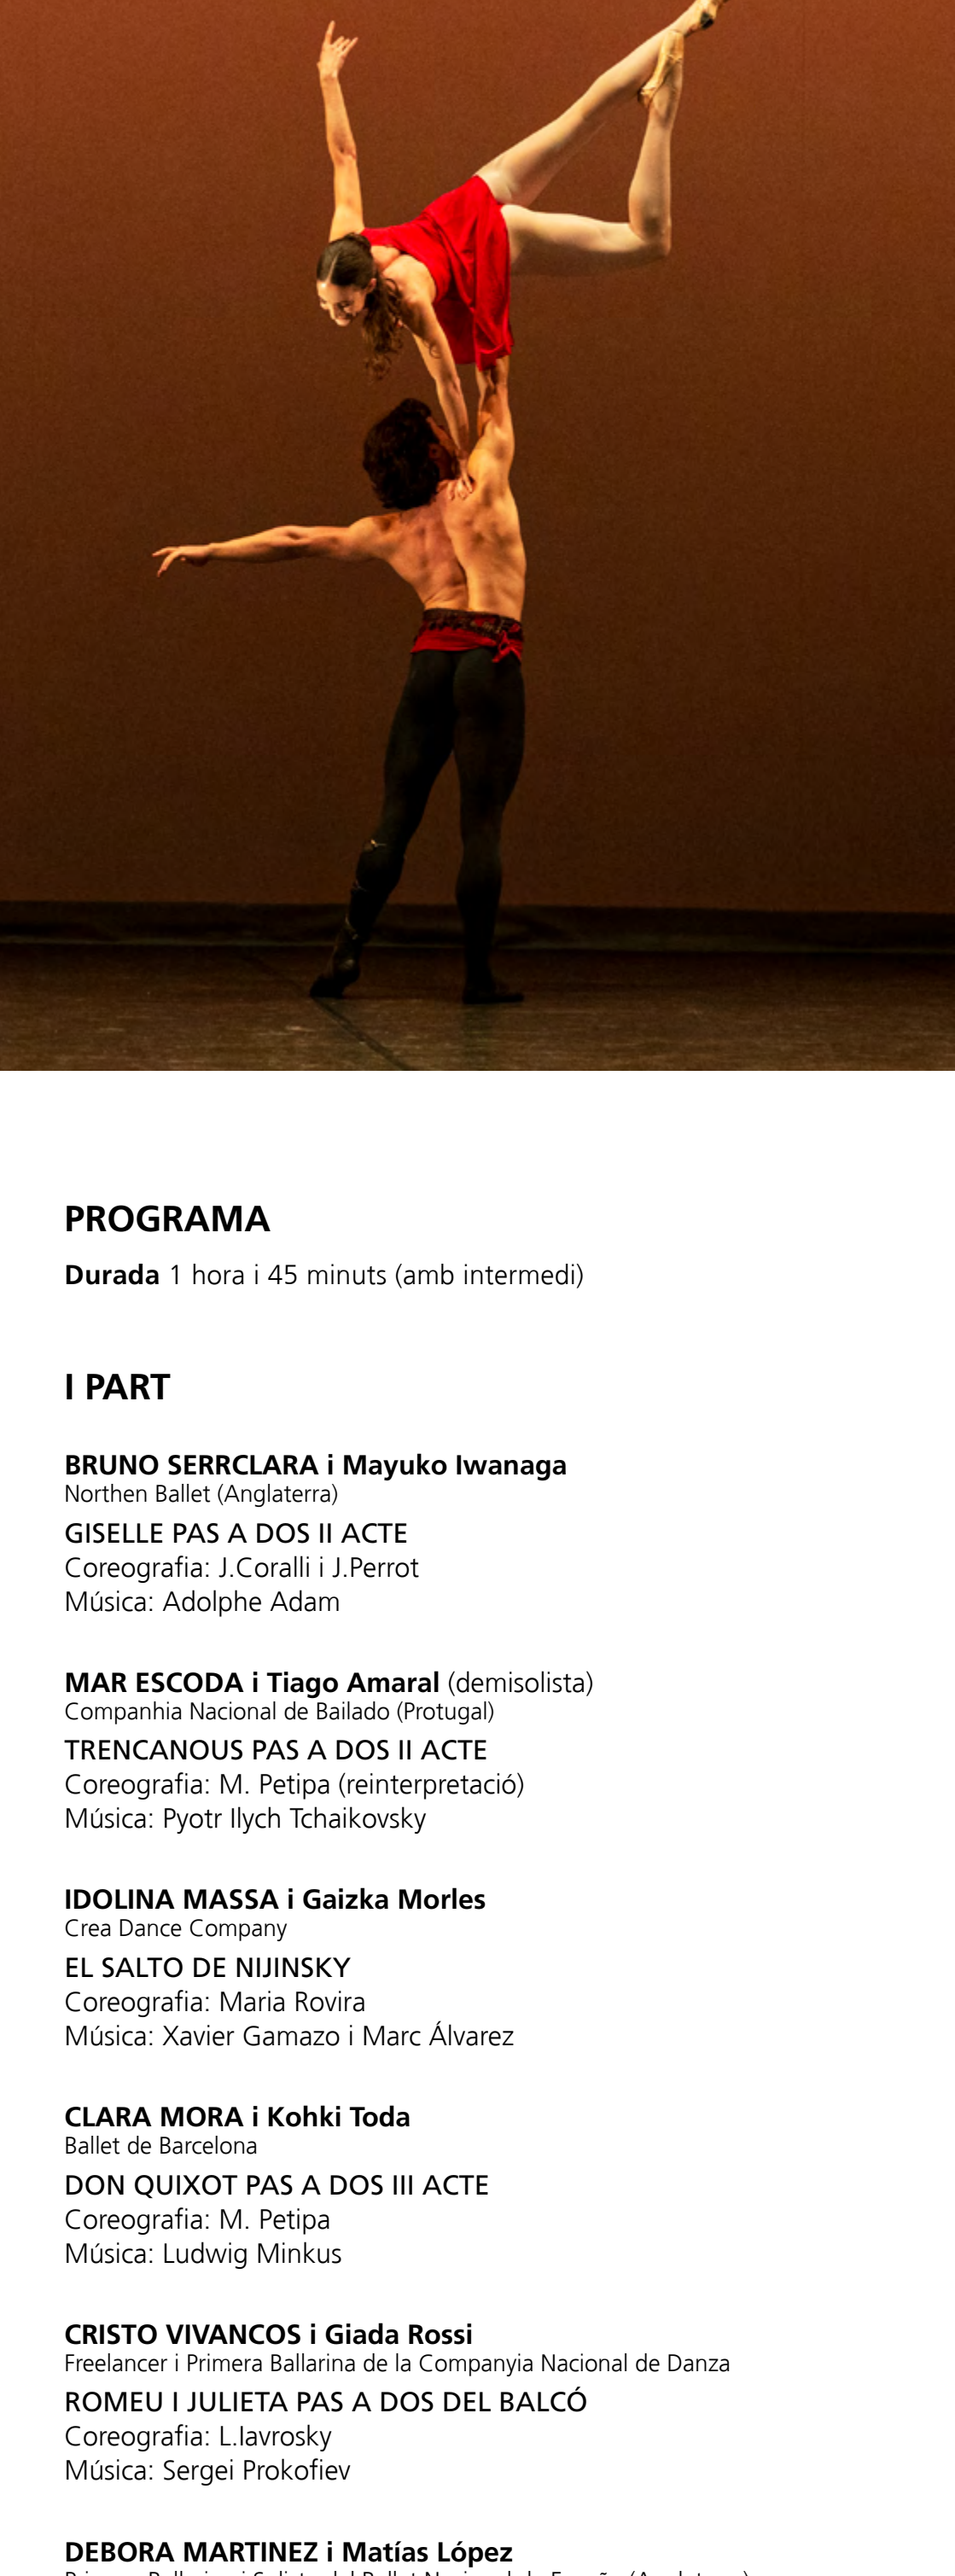 PROGRAMA
Durada 1 hora i 45 minuts (amb intermedi)
I PART
BRUNO SERRCLARA i Mayuko Iwanaga
Northen Ballet (Anglaterra)
GISELLE PAS A DOS II ACTE
Coreografia: J.Coralli i J.Perrot
Música: Adolphe Adam
MAR ESCODA i Tiago Amaral (demisolista)
Companhia Nacional de Bailado (Protugal)
TRENCANOUS PAS A DOS II ACTE
Coreografia: M. Petipa (reinterpretació)
Música: Pyotr Ilych Tchaikovsky
IDOLINA MASSA i Gaizka Morles
Crea Dance Company
EL SALTO DE NIJINSKY
Coreografia: Maria Rovira
Música: Xavier Gamazo i Marc Álvarez
CLARA MORA i Kohki Toda
Ballet de Barcelona
DON QUIXOT PAS A DOS III ACTE
Coreografia: M. Petipa
Música: Ludwig Minkus
CRISTO VIVANCOS i Giada Rossi
Freelancer i Primera Ballarina de la Companyia Nacional de Danza
ROMEU I JULIETA PAS A DOS DEL BALCÓ
Coreografia: L.Iavrosky
Música: Sergei Prokofiev
DEBORA MARTINEZ i Matías López